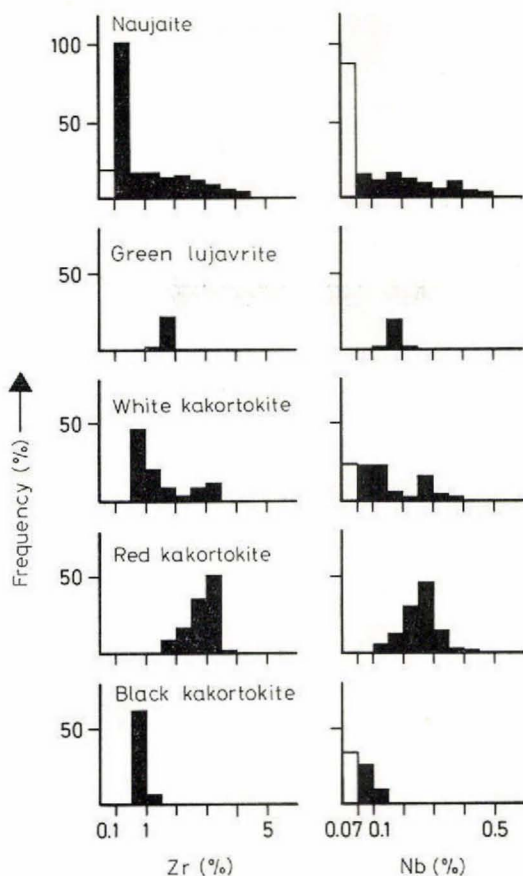 Naujaite
100
50
Green lujavrite
50
White kakortokite
50
Red kakortokite
50
Black kakortokite
50
Frequency (%)
0.1 1 5
0.07 0.1 0.5
Zr (%)
Nb (%)